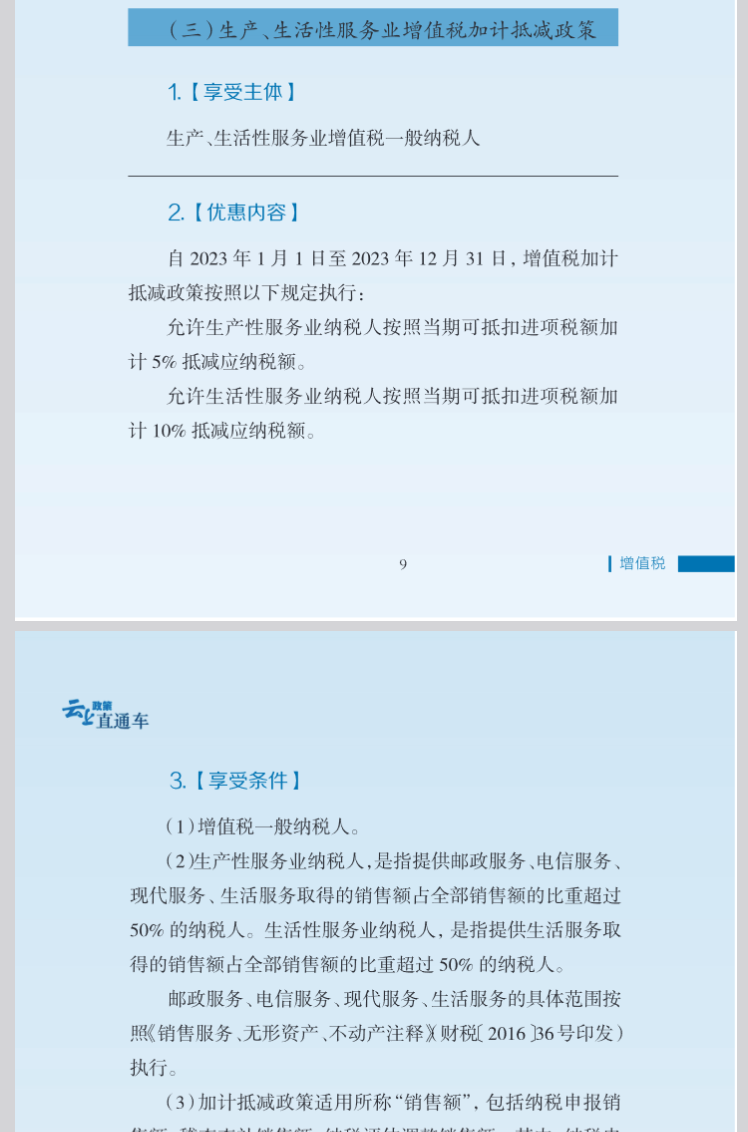 （三）生产、生活性服务业增值税加计抵减政策
1.【享受主体】
生产、生活性服务业增值税一般纳税人
2.【优惠内容】
自 2023 年 1 月 1 日至 2023 年 12 月 31 日，增值税加计
抵减政策按照以下规定执行：
允许生产性服务业纳税人按照当期可抵扣进项税额加
计 5% 抵减应纳税额。
允许生活性服务业纳税人按照当期可抵扣进项税额加
计 10% 抵减应纳税额。
9
增值税
云上政策直通车
3.【享受条件】
（1）增值税一般纳税人。
（2）生产性服务业纳税人，是指提供邮政服务、电信服务、
现代服务、生活服务取得的销售额占全部销售额的比重超过
50% 的纳税人。生活性服务业纳税人，是指提供生活服务取
得的销售额占全部销售额的比重超过 50% 的纳税人。
邮政服务、电信服务、现代服务、生活服务的具体范围按
照《销售服务、无形资产、不动产注释》（财税〔2016〕36号印发）
执行。
（3）加计抵减政策适用所称“销售额”，包括纳税申报销